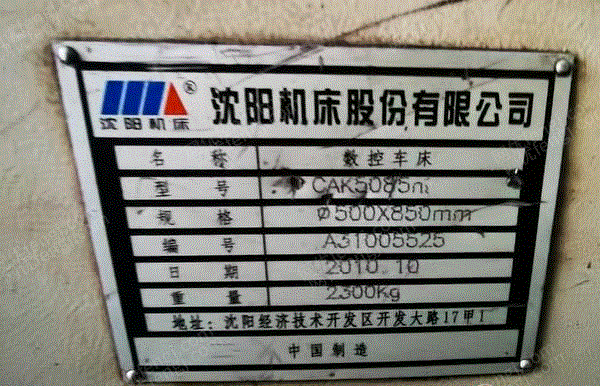 沈阳机床 ® 沈阳机床股份有限公司
名 称 数控车床
型 号 CAK5085n
规 格 Φ500X850mm
编 号 A31005525
日 期 2010.10
重 量 2300Kg
地址：沈阳经济技术开发区开发大路17甲1
中国制造